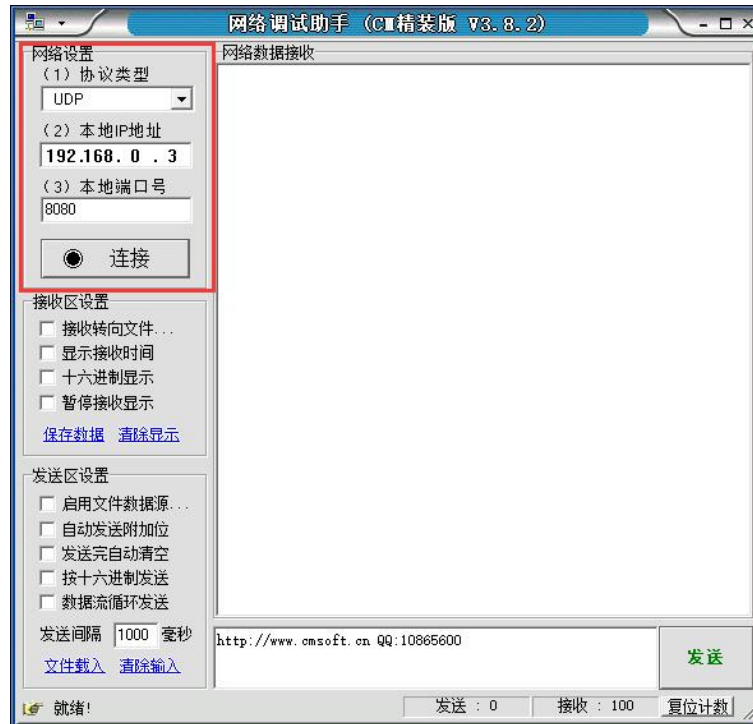 网络调试助手 (CⅡ精装版 V3.8.2)
网络设置
(1) 协议类型
UDP
(2) 本地IP地址
192.168. 0 . 3
(3) 本地端口号
8080
连接
接收区设置
接收转向文件...
显示接收时间
十六进制显示
暂停接收显示
保存数据 清除显示
发送区设置
启用文件数据源...
自动发送附加位
发送完自动清空
按十六进制发送
数据流循环发送
发送间隔 1000 毫秒
文件载入 清除输入
网络数据接收
http://www.cmsoft.cn QQ:10865600
发送
就绪!
发送 : 0
接收 : 100
复位计数